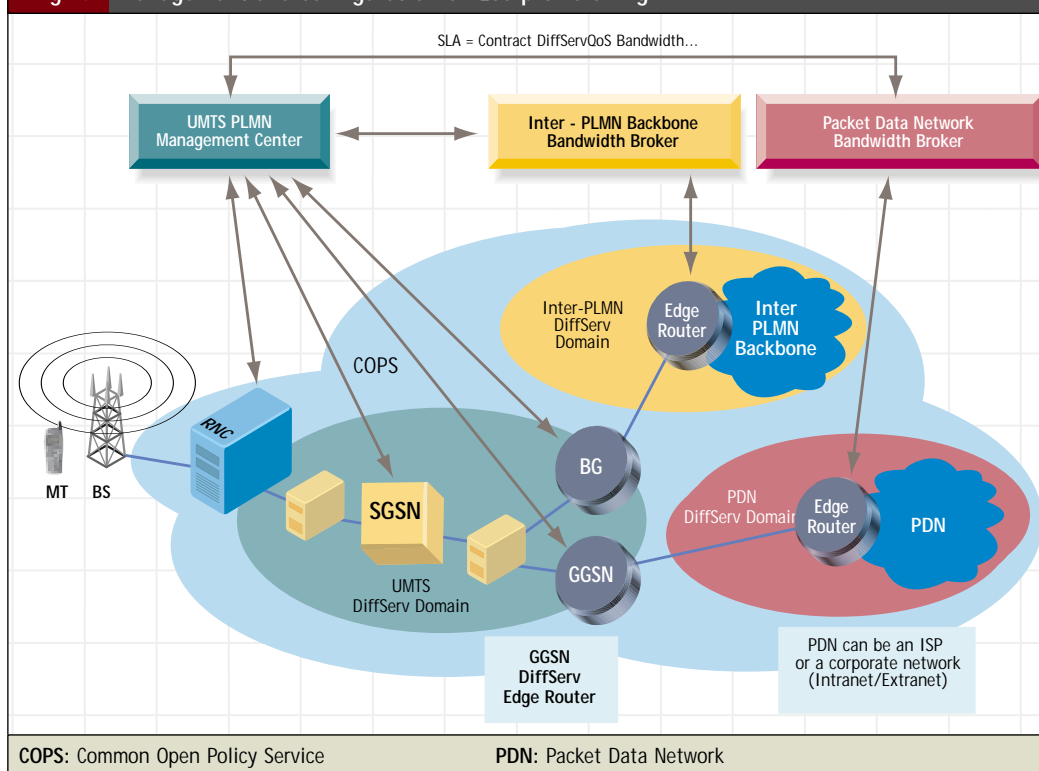 SLA = Contract DiffServQoS Bandwidth…
UMTS PLMN
Management Center
Inter - PLMN Backbone
Bandwidth Broker
Packet Data Network
Bandwidth Broker
Inter-PLMN
DiffServ
Domain
Edge
Router
Inter
PLMN
Backbone
COPS
RNC
MT
BS
BG
SGSN
PDN
DiffServ Domain
Edge
Router
PDN
GGSN
UMTS
DiffServ Domain
GGSN
DiffServ
Edge Router
PDN can be an ISP
or a corporate network
(Intranet/Extranet)
COPS: Common Open Policy Service
PDN: Packet Data Network